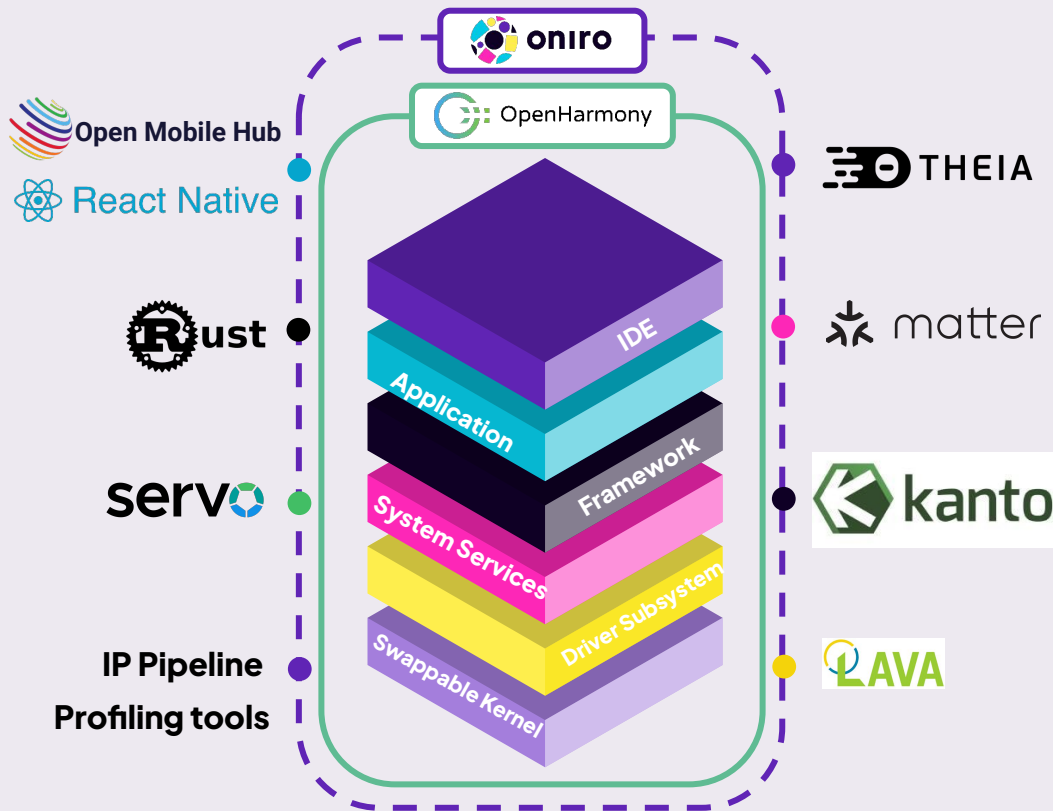 oniro
OpenHarmony
Open Mobile Hub
React Native
THEIA
Rust
matter
servo
kanto
IP Pipeline
Profiling tools
LAVA
IDE
Application
Framework
System Services
Driver Subsystem
Swappable Kernel